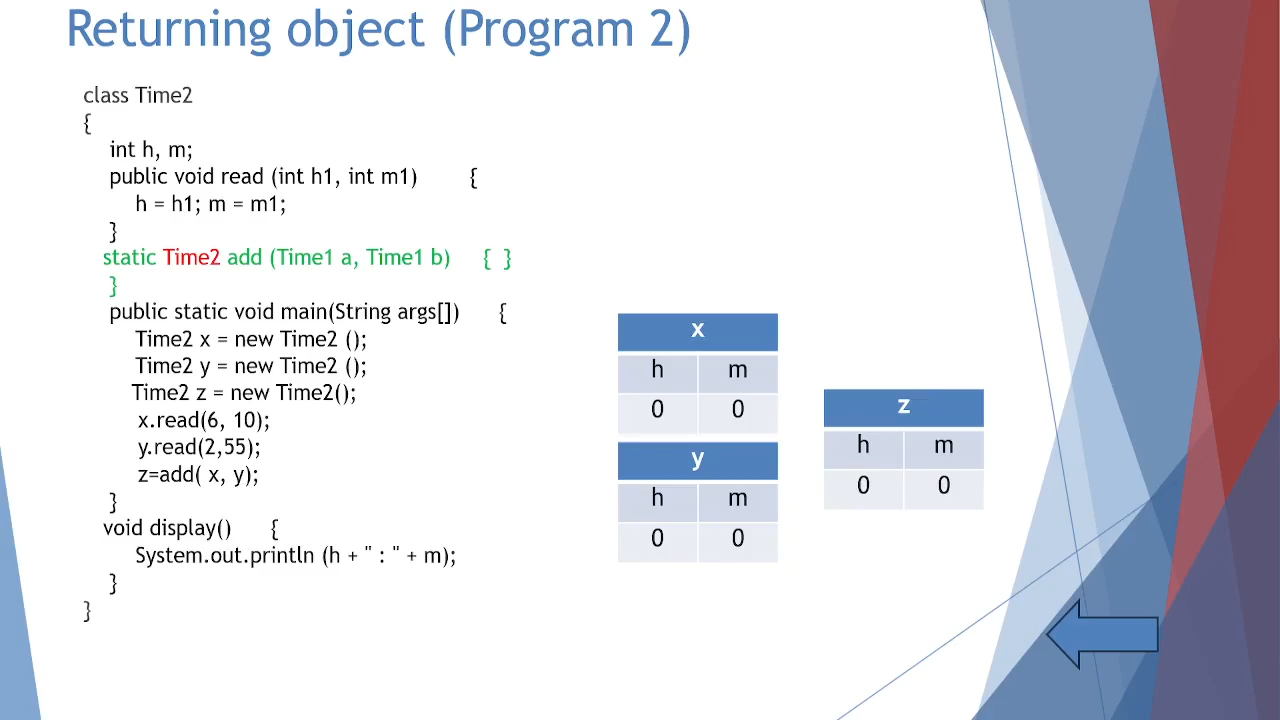 Returning object (Program 2)
class Time2
{
int h, m;
public void read (int h1, int m1) {
h = h1; m = m1;
}
static Time2 add (Time1 a, Time1 b) { }
}
public static void main(String args[]) {
Time2 x = new Time2 ();
Time2 y = new Time2 ();
Time2 z = new Time2();
x.read(6, 10);
y.read(2,55);
z=add( x, y);
}
void display() {
System.out.println (h + " : " + m);
}
}
x
h m
0 0
y
h m
0 0
z
h m
0 0